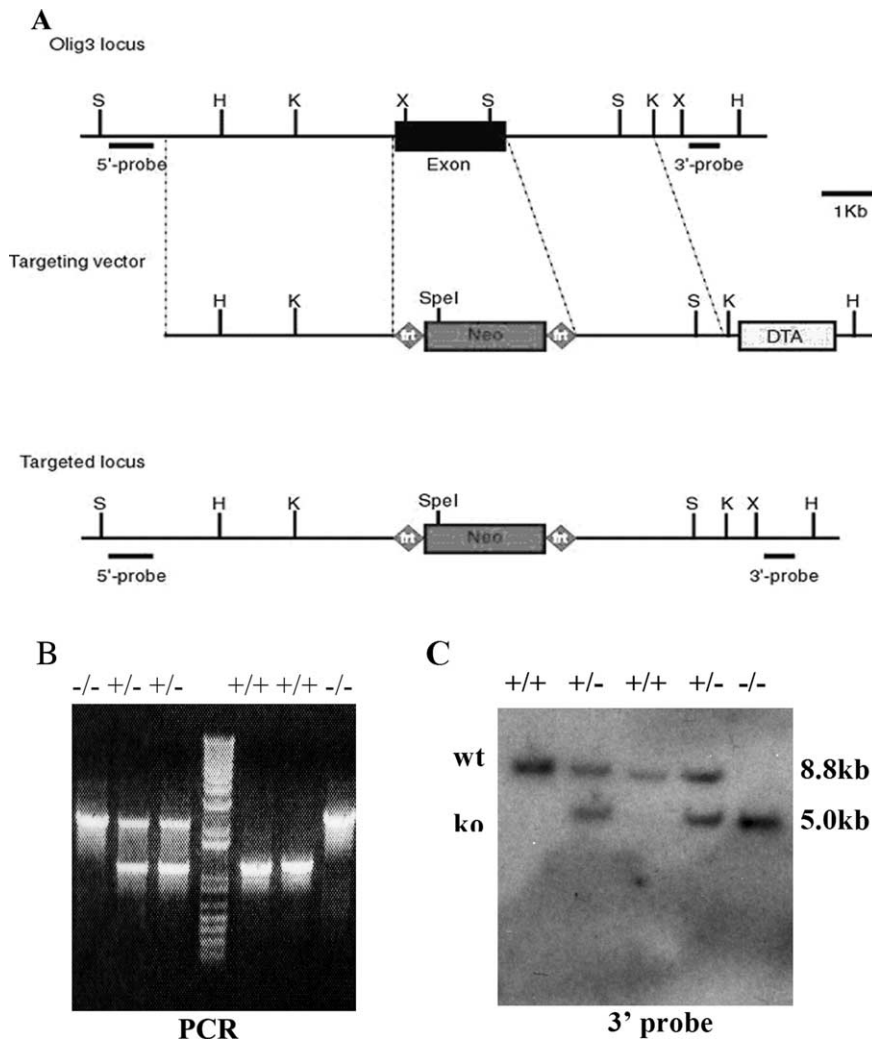 A
Olig3 locus
S H K X S S K X H
5'-probe Exon 3'-probe
1Kb
Targeting vector
H K SpeI S K H
frt Neo frt DTA
Targeted locus
S H K SpeI S K X H
frt Neo frt
5'-probe 3'-probe
B
-/- +/- +/- +/+ +/+ -/-
PCR
C
+/+ +/- +/+ +/- -/-
wt 8.8kb
ko 5.0kb
3’ probe